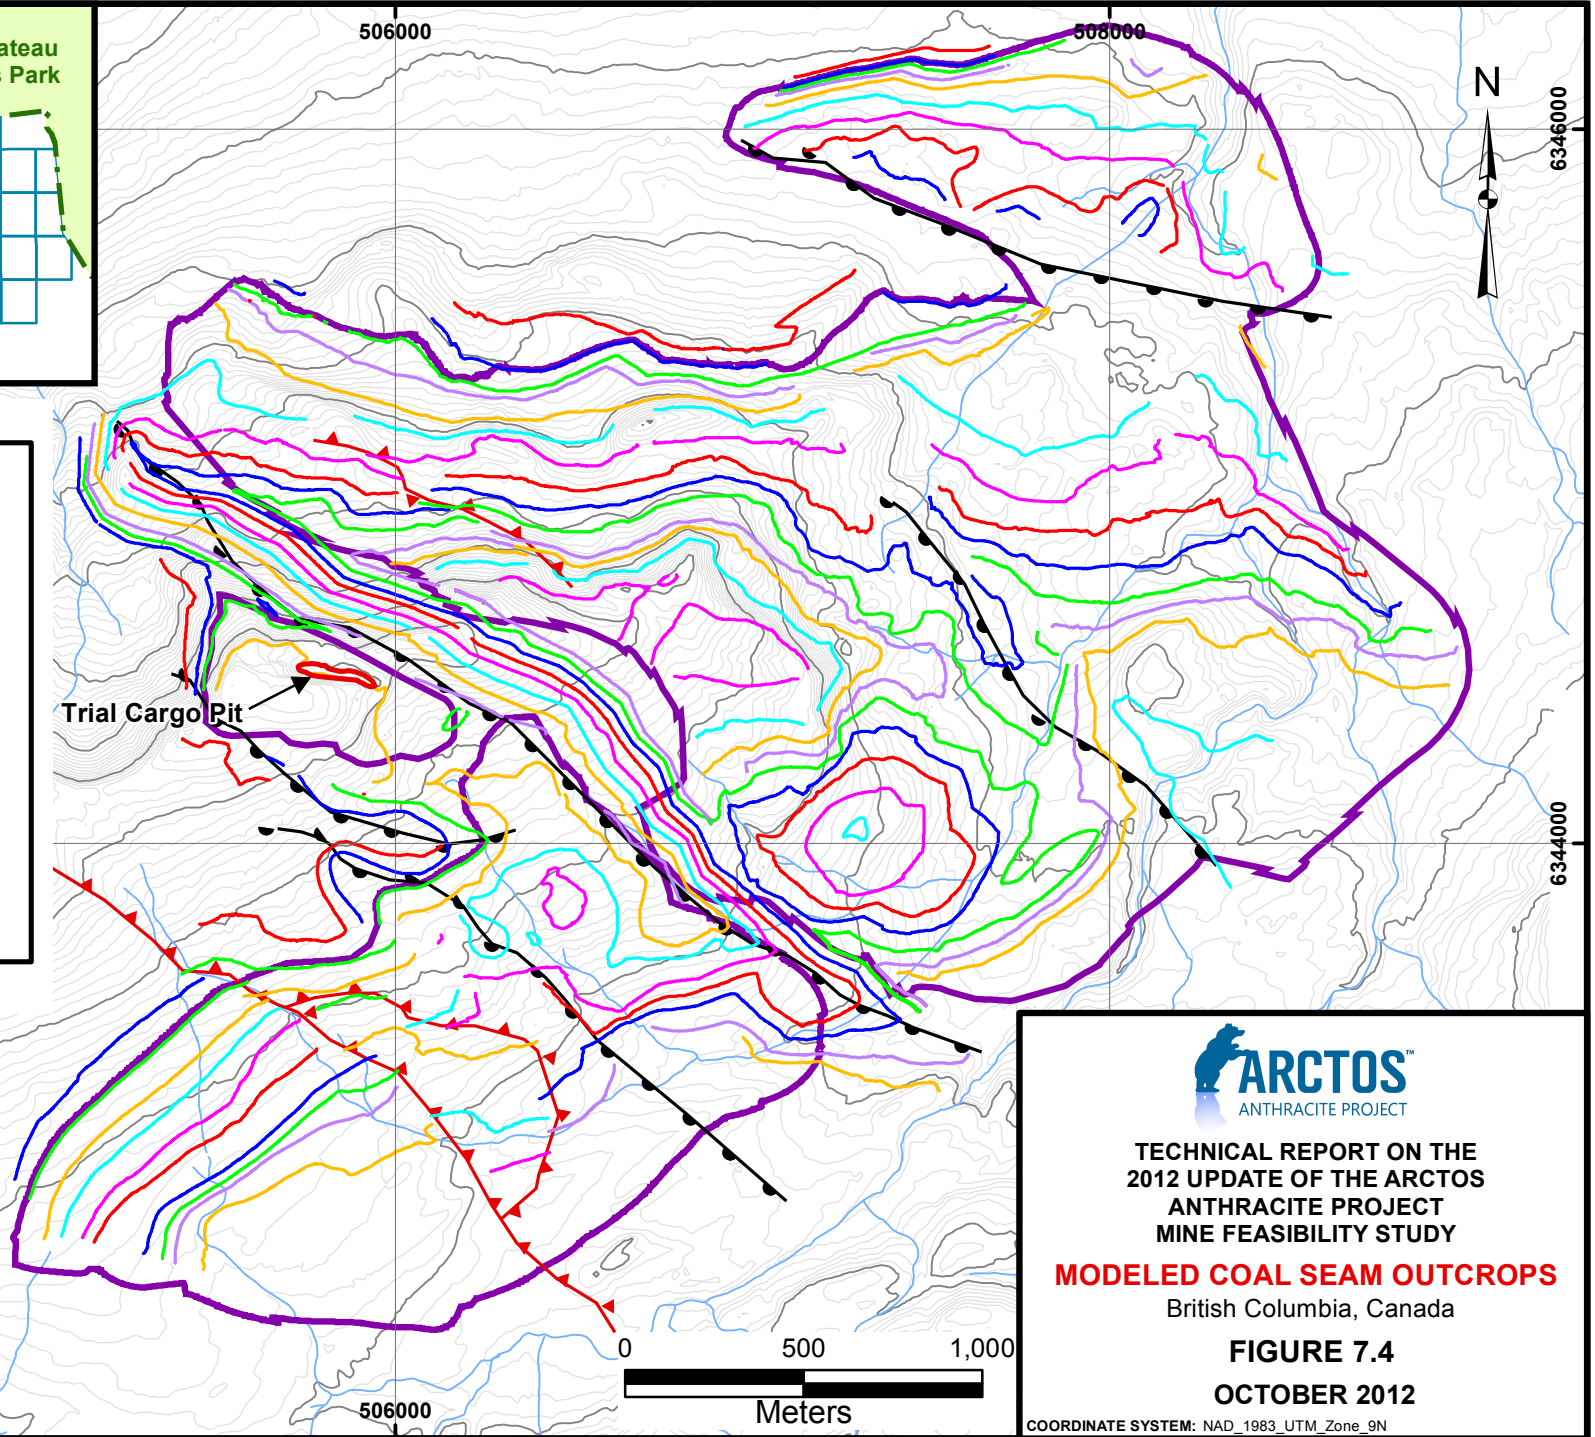 506000
508000
ateau
s Park
N
6346000
Trial Cargo Pit
6344000
ARCTOS™
ANTHRACITE PROJECT
TECHNICAL REPORT ON THE
2012 UPDATE OF THE ARCTOS
ANTHRACITE PROJECT
MINE FEASIBILITY STUDY
MODELED COAL SEAM OUTCROPS
British Columbia, Canada
FIGURE 7.4
OCTOBER 2012
COORDINATE SYSTEM: NAD_1983_UTM_Zone_9N
0 500 1,000
Meters
506000